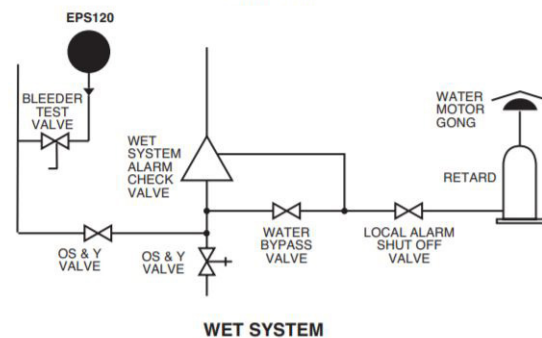 EPS120
BLEEDER
TEST
VALVE
WET
SYSTEM
ALARM
CHECK
VALVE
WATER
MOTOR
GONG
RETARD
OS & Y
VALVE
OS & Y
VALVE
WATER
BYPASS
VALVE
LOCAL ALARM
SHUT OFF
VALVE
WET SYSTEM